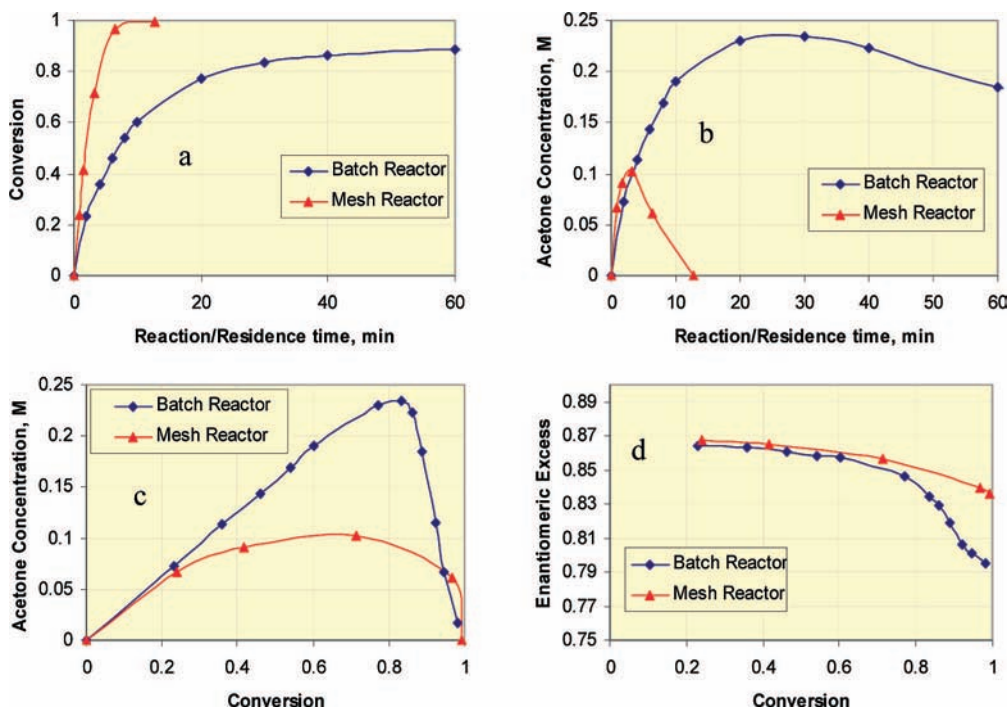 1
0.8
0.6
0.4
0.2
0
Conversion
a
Batch Reactor
Mesh Reactor
0 20 40 60
Reaction/Residence time, min
0.25
0.2
0.15
0.1
0.05
0
Acetone Concentration, M
b
Batch Reactor
Mesh Reactor
0 10 20 30 40 50 60
Reaction/Residence time, min
0.25
0.2
0.15
0.1
0.05
0
Acetone Concentration, M
Batch Reactor
Mesh Reactor
c
0 0.2 0.4 0.6 0.8 1
Conversion
0.89
0.87
0.85
0.83
0.81
0.79
0.77
0.75
Enantiomeric Excess
d
Batch Reactor
Mesh Reactor
0 0.2 0.4 0.6 0.8 1
Conversion